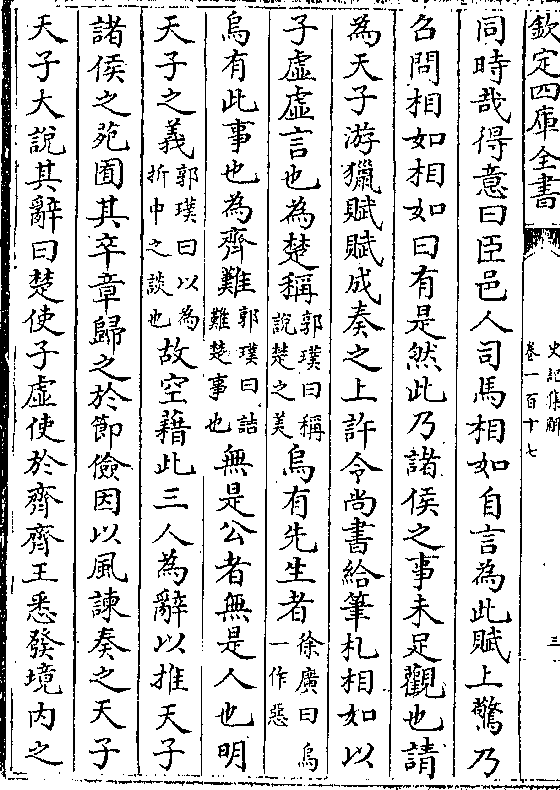 欽定四庫全書
史記集解
卷一百十七
三
同時哉得意曰臣邑人司馬相如自言為此賦上驚乃
召問相如相如曰有是然此乃諸侯之事未足觀也請
為天子游獵賦賦成奏之上許令尚書給筆札相如以
子虛虛言也為楚稱郭璞曰稱說楚之美烏有先生者徐廣曰烏一作惡
烏有此事也為齊難郭璞曰詰難楚事也無是公者無是人也明
天子之義郭璞曰以為折中之談也故空藉此三人為辭以推天子
諸侯之苑囿其卒章歸之於節儉因以風諫奏之天子
天子大說其辭曰楚使子虛使於齊齊王悉發境內之